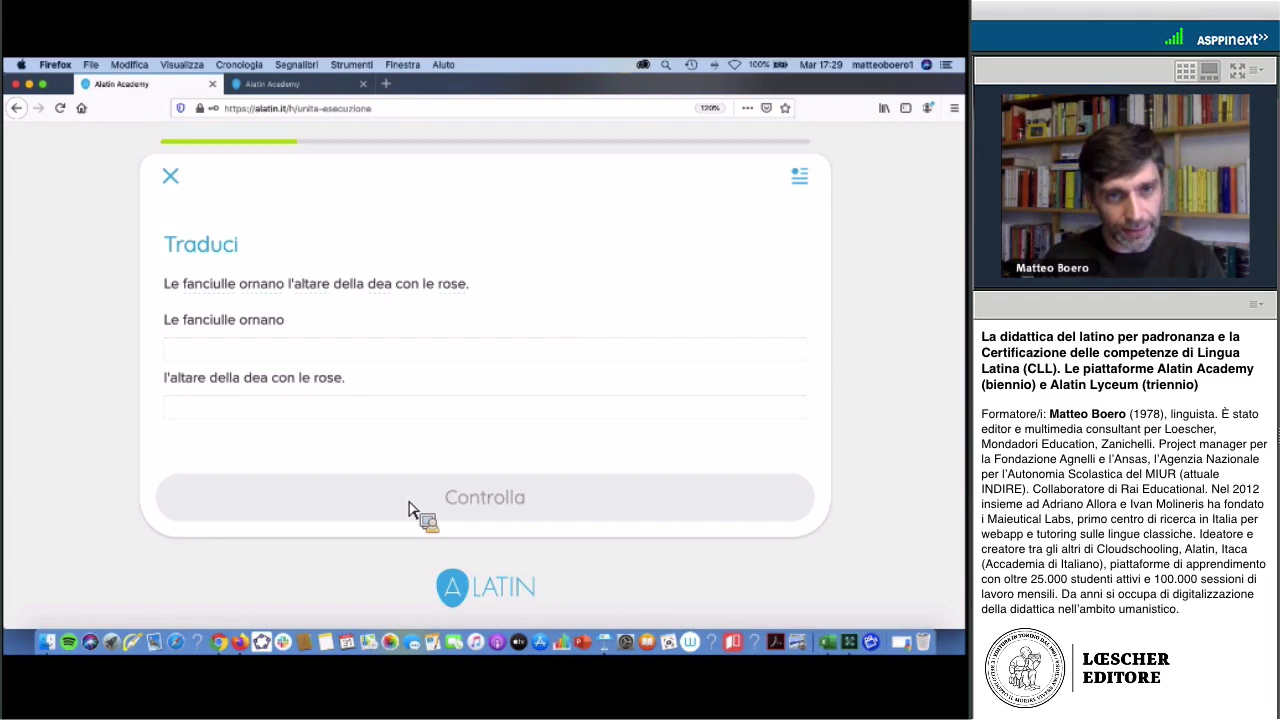 Firefox File Modifica Visualizza Cronologia Segnalibri Strumenti Finestra Aiuto 100% Mar 17:29 matteoboero1
Alatin Academy
Alatin Academy
https://alatin.it/h/unita-esecuzione 120%
Traduci
Le fanciulle ornano l'altare della dea con le rose.
Le fanciulle ornano
l'altare della dea con le rose.
Controlla
A LATIN
ASPPInext>>
Matteo Boero
La didattica del latino per padronanza e la
Certificazione delle competenze di Lingua
Latina (CLL). Le piattaforme Alatin Academy
(biennio) e Alatin Lyceum (triennio)
Formatore/i: Matteo Boero (1978), linguista. È stato
editor e multimedia consultant per Loescher,
Mondadori Education, Zanichelli. Project manager per
la Fondazione Agnelli e l'Ansas, l'Agenzia Nazionale
per l'Autonomia Scolastica del MIUR (attuale
INDIRE). Collaboratore di Rai Educational. Nel 2012
insieme ad Adriano Allora e Ivan Molineris ha fondato
i Maieutical Labs, primo centro di ricerca in Italia per
webapp e tutoring sulle lingue classiche. Ideatore e
creatore tra gli altri di Cloudschooling, Alatin, Itaca
(Accademia di Italiano), piattaforme di apprendimento
con oltre 25.000 studenti attivi e 100.000 sessioni di
lavoro mensili. Da anni si occupa di digitalizzazione
della didattica nell'ambito umanistico.
LŒSCHER
EDITORE